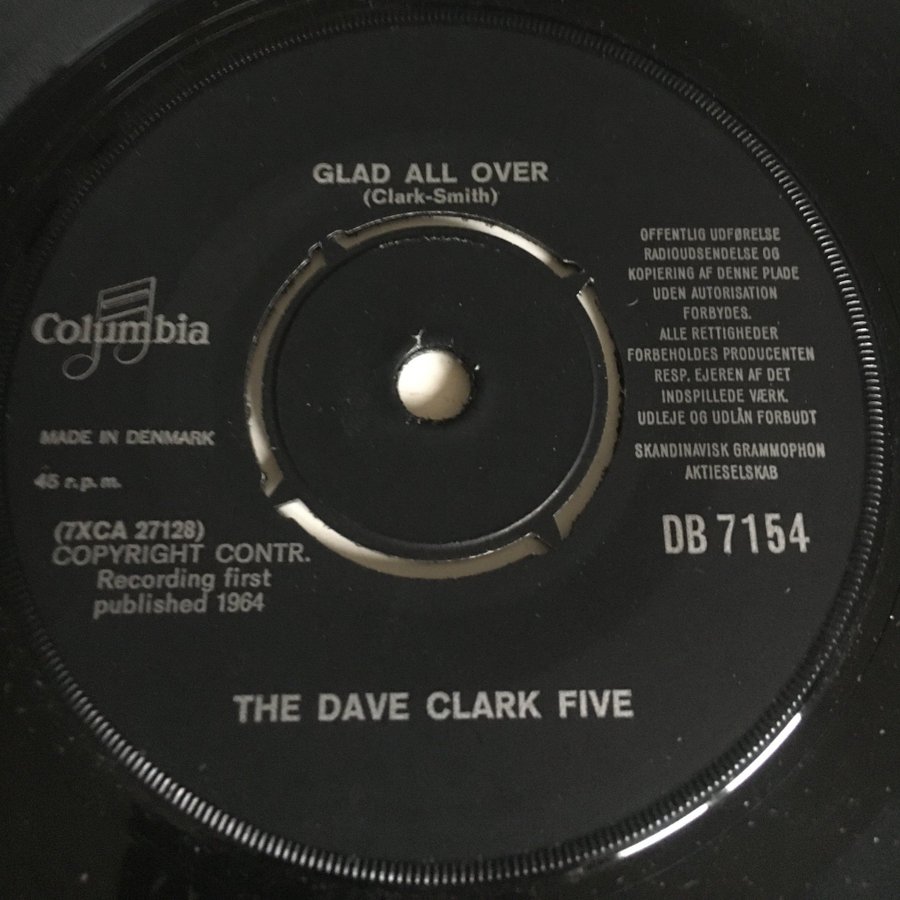 GLAD ALL OVER
(Clark-Smith)
Columbia
MADE IN DENMARK
45 r.p.m.
(7XCA 27128)
COPYRIGHT CONTR.
Recording first
published 1964
OFFENTLIG UDFØRELSE
RADIOUDSENDELSE OG
KOPIERING AF DENNE PLADE
UDEN AUTORISATION
FORBYDES.
ALLE RETTIGHEDER
FORBEHOLDES PRODUCENTEN
RESP. EJEREN AF DET
INDSPILLEDE VÆRK.
UDLEJE OG UDLÅN FORBUDT
SKANDINAVISK GRAMMOPHON
AKTIESELSKAB
DB 7154
THE DAVE CLARK FIVE